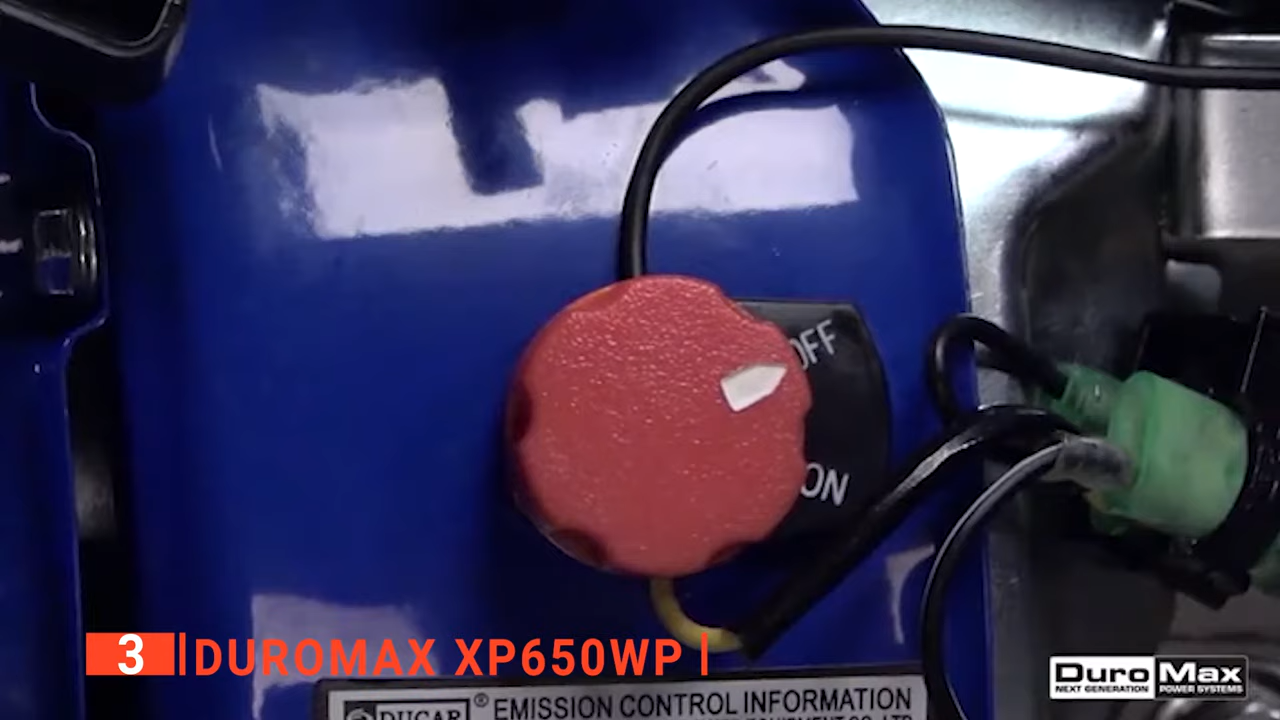 OFF
ON
3 DUROMAX XP650WP
DUCAR ® EMISSION CONTROL INFORMATION
DuroMax
NEXT GENERATION POWER SYSTEMS